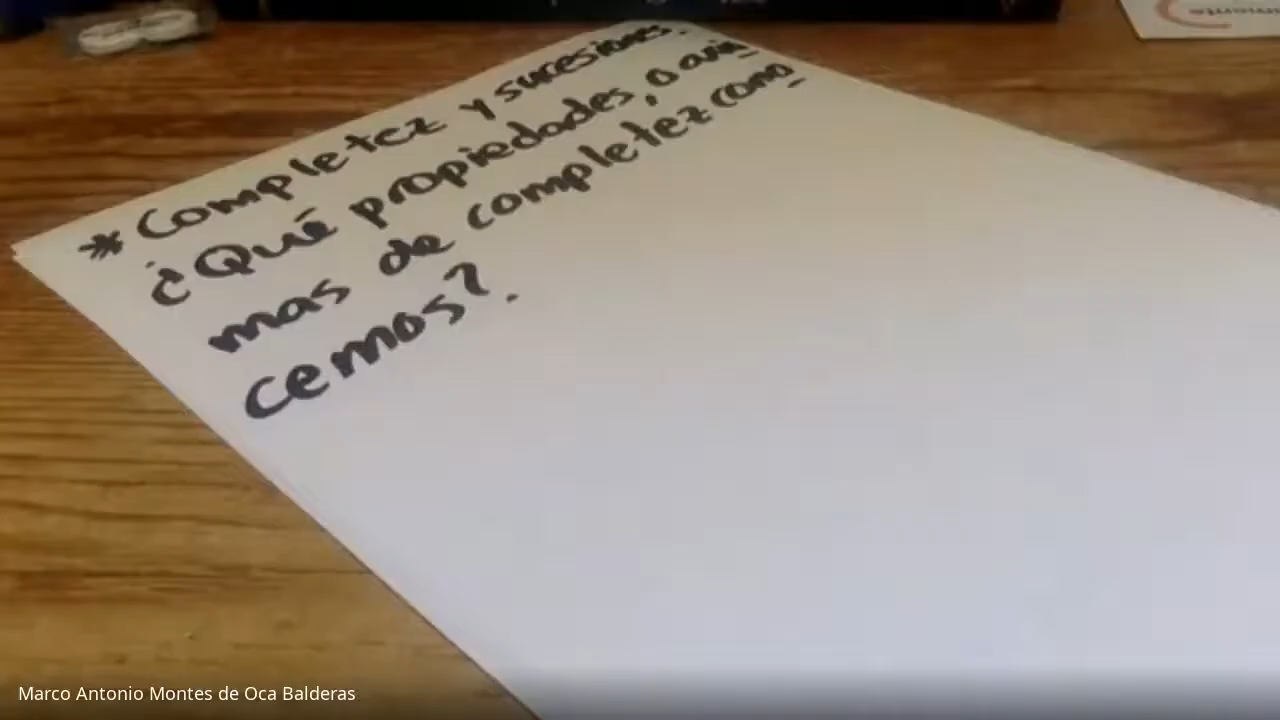 * Completez y sucesiones.
¿Qué propiedades, o axio
mas de completez cono-
cemos?.
Marco Antonio Montes de Oca Balderas